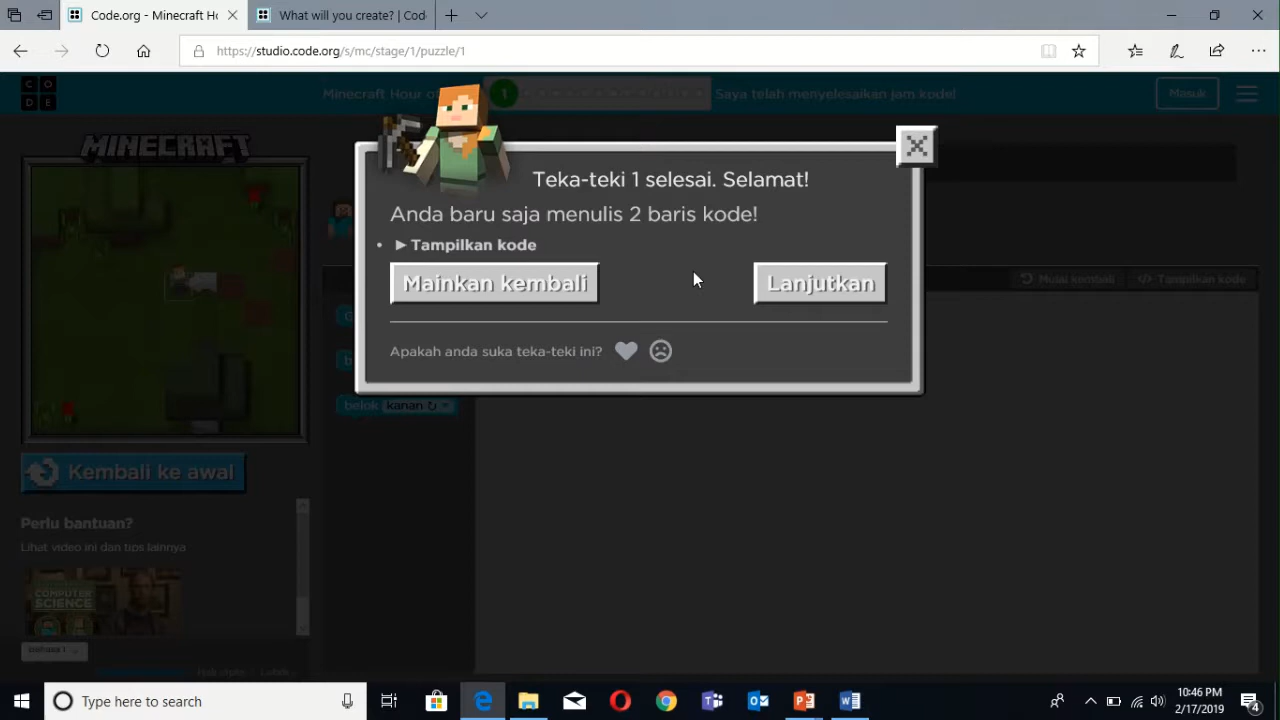 Code.org - Minecraft Ho
What will you create? | Cod
https://studio.code.org/s/mc/stage/1/puzzle/1
CODE
Minecraft Hour o
1
Saya telah menyelesaikan jam kode!
Masuk
MINECRAFT
Teka-teki 1 selesai. Selamat!
Anda baru saja menulis 2 baris kode!
Tampilkan kode
Mainkan kembali
Lanjutkan
Mulai kembali
Tampilkan kode
Apakah anda suka teka-teki ini?
belok kanan
Kembali ke awal
Perlu bantuan?
Lihat video ini dan tips lainnya
COMPUTER
SCIENCE
Type here to search
10:46 PM
2/17/2019
4